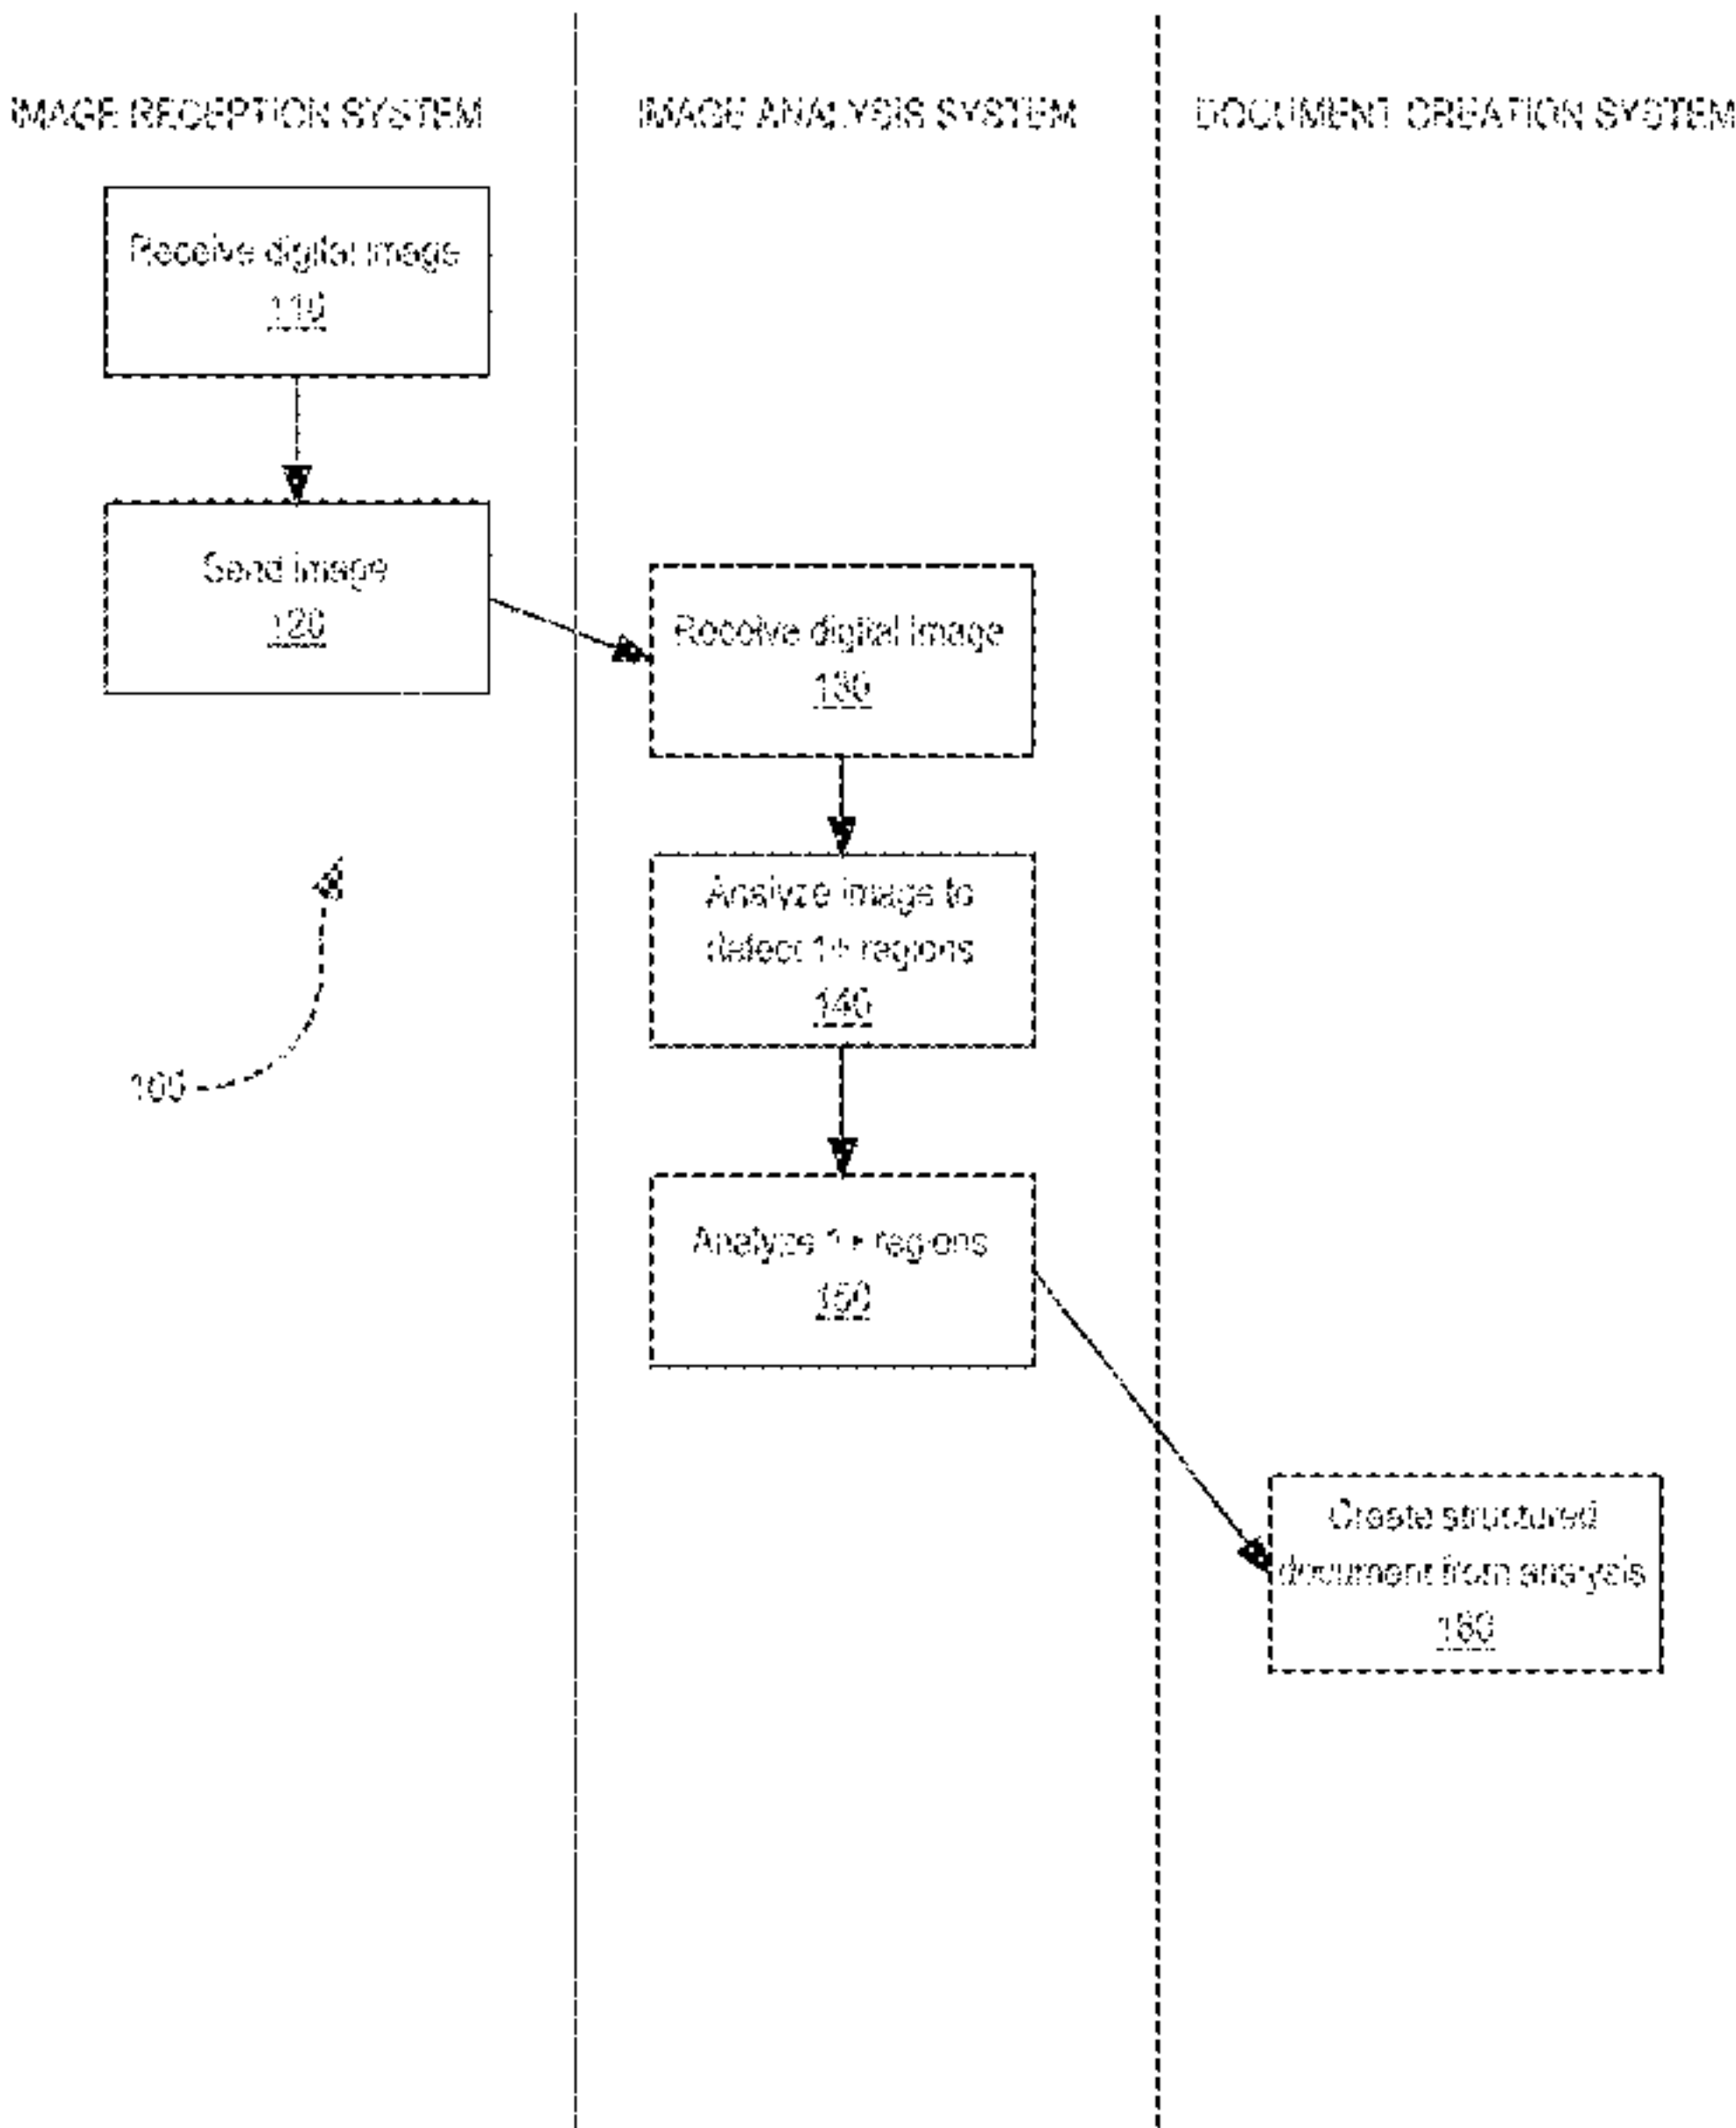 IMAGE RECEPTION SYSTEM
IMAGE ANALYSIS SYSTEM
DOCUMENT CREATION SYSTEM
Receive digital image
110
Send image
120
Receive digital image
130
Analyze image to
detect 1+ regions
140
100
Analyze 1+ regions
150
Create structured
document from analysis
160